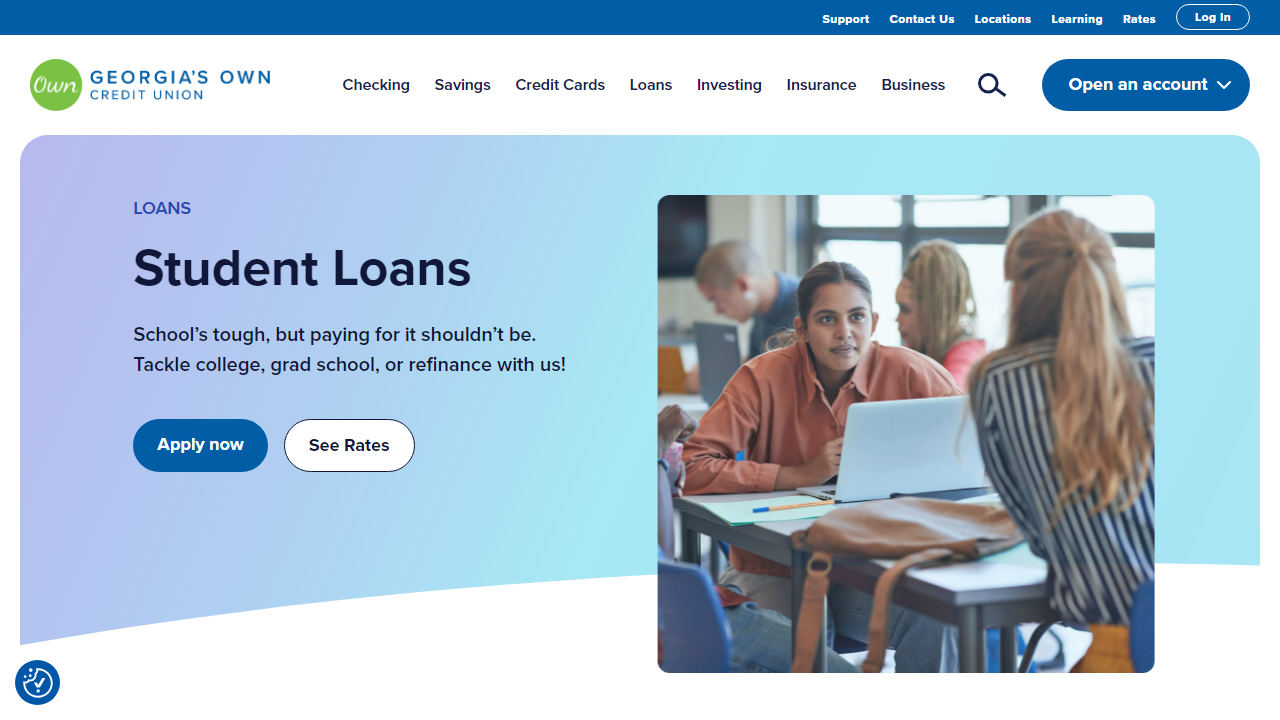 Support Contact Us Locations Learning Rates Log In
Own GEORGIA'S OWN
CREDIT UNION
Checking Savings Credit Cards Loans Investing Insurance Business Open an account
LOANS
Student Loans
School’s tough, but paying for it shouldn’t be.
Tackle college, grad school, or refinance with us!
Apply now See Rates